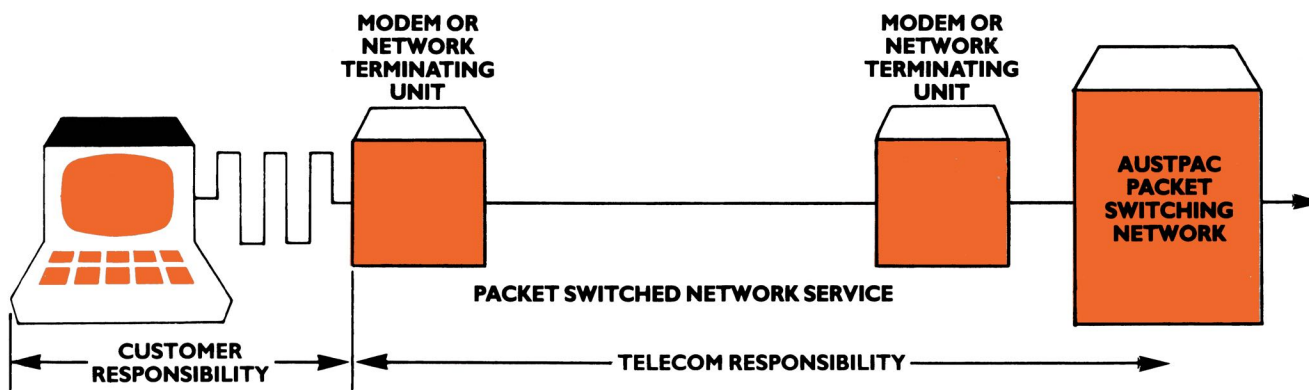 MODEM OR
NETWORK
TERMINATING
UNIT
MODEM OR
NETWORK
TERMINATING
UNIT
AUSTPAC
PACKET
SWITCHING
NETWORK
PACKET SWITCHED NETWORK SERVICE
CUSTOMER
RESPONSIBILITY
TELECOM RESPONSIBILITY